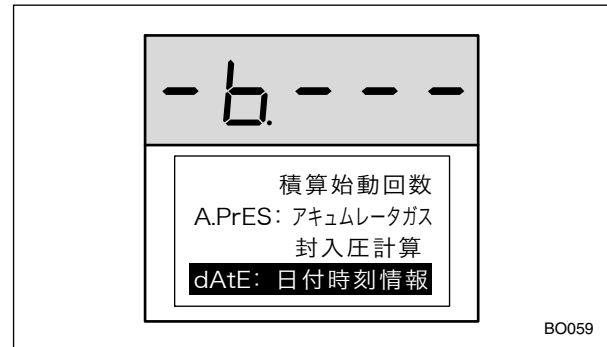 - b. - - -
積算始動回数
A.PrES: アキュムレータガス
封入圧計算
dAtE: 日付時刻情報
BO059